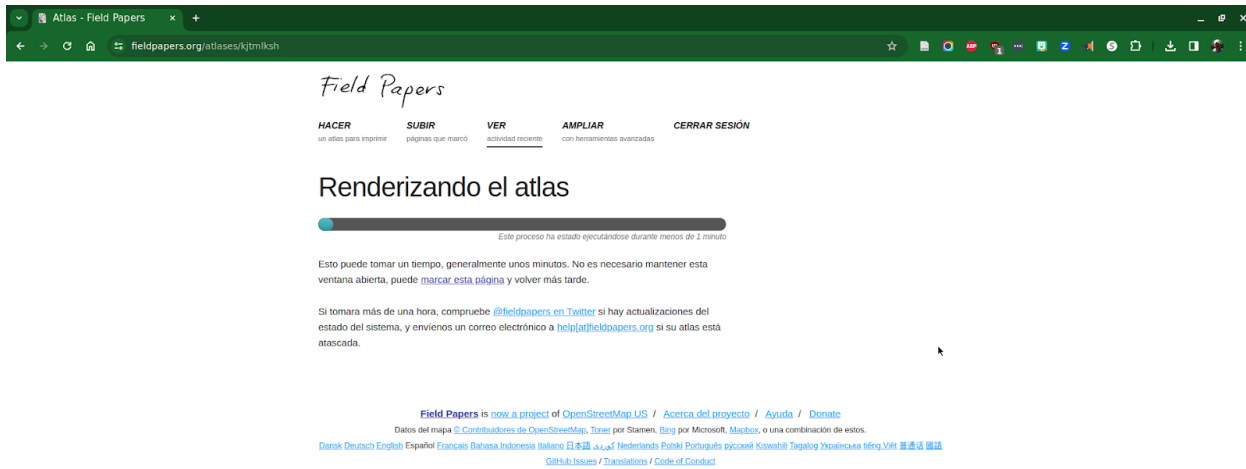 Atlas - Field Papers
fieldpapers.org/atlases/kjtmlksh
Field Papers
HACER SUBIR VER AMPLIAR CERRAR SESIÓN
un atlas para imprimir páginas que marcó actividad reciente con herramientas avanzadas
Renderizando el atlas
Este proceso ha estado ejecutándose durante menos de 1 minuto
Esto puede tomar un tiempo, generalmente unos minutos. No es necesario mantener esta
ventana abierta, puede marcar esta página y volver más tarde.
Si tomara más de una hora, compruebe @fieldpapers en Twitter si hay actualizaciones del
estado del sistema, y envíenos un correo electrónico a help[at]fieldpapers.org si su atlas está
atascada.
Field Papers is now a project of OpenStreetMap US / Acerca del proyecto / Ayuda / Donate
Datos del mapa © Contribuidores de OpenStreetMap, Toner por Stamen, Bing por Microsoft, Mapbox, o una combinación de estos.
Dansk Deutsch English Español Français Bahasa Indonesia Italiano 日本語 كوردی Nederlands Polski Português русский Kiswahili Tagalog Українська tiếng Việt 普通话 國語
GitHub Issues / Translations / Code of Conduct